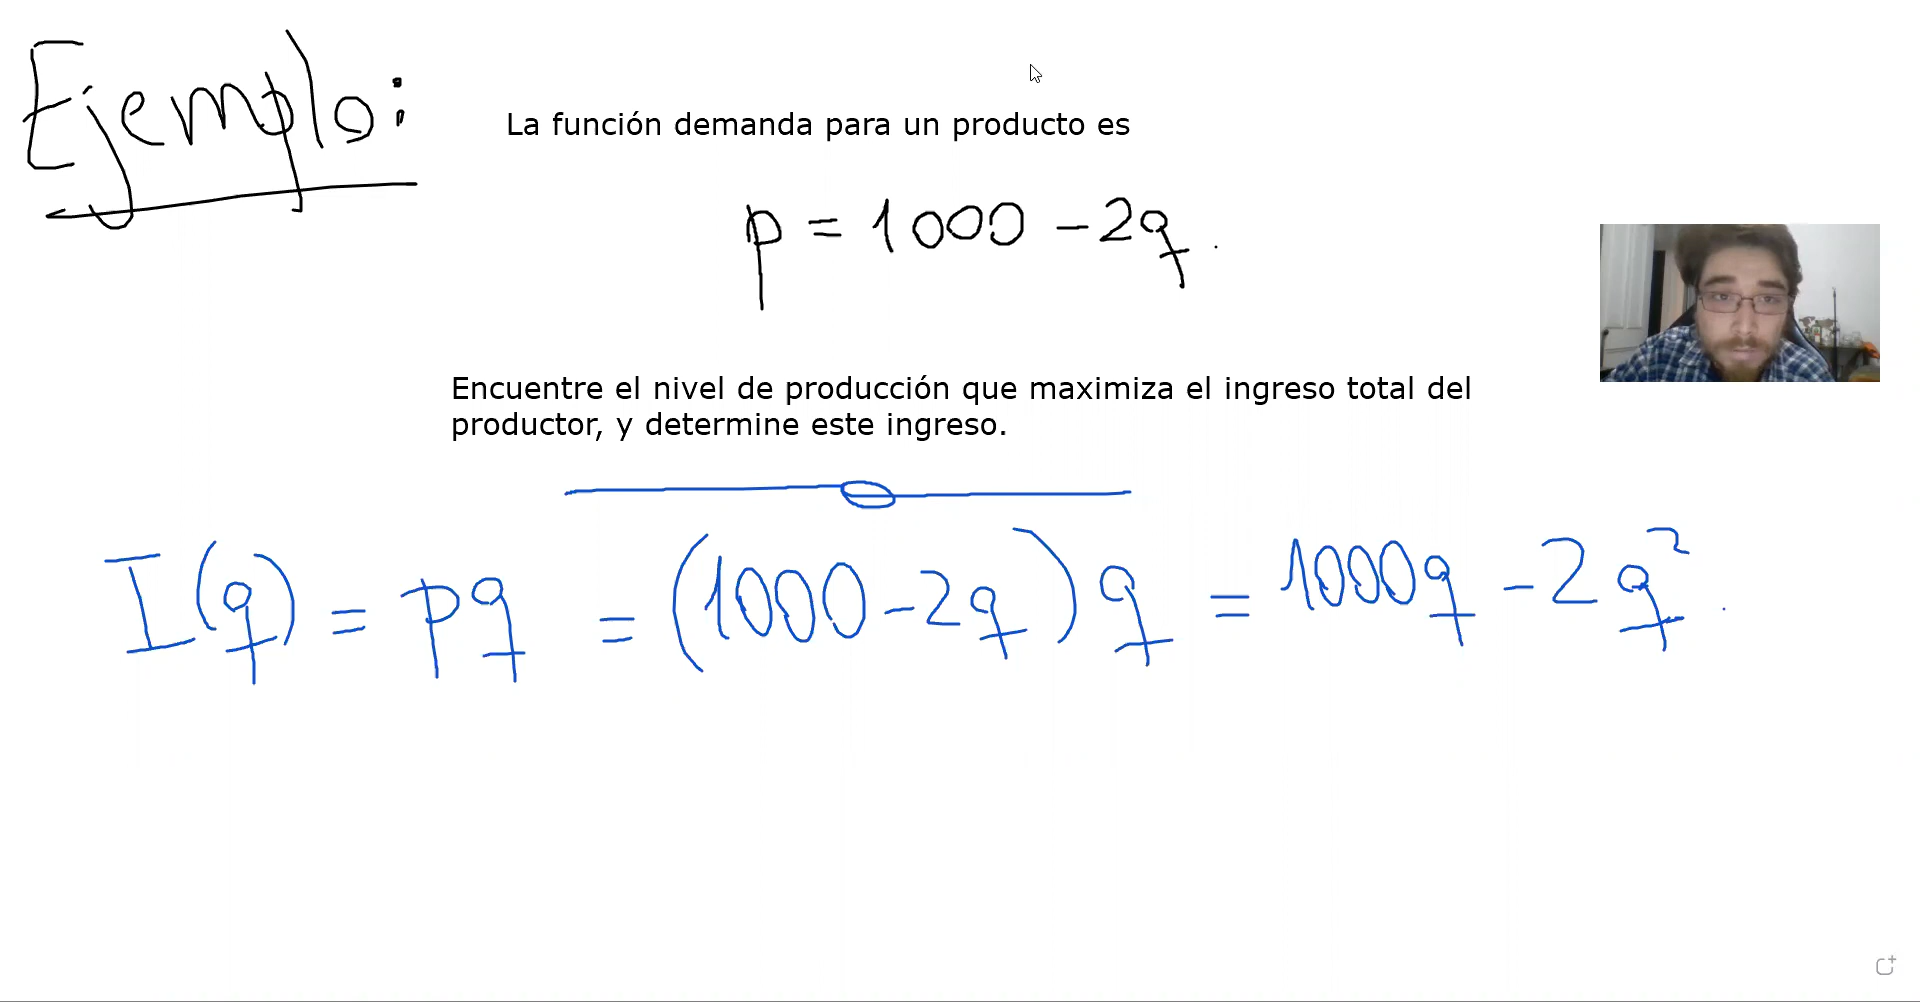 Ejemplo:
La función demanda para un producto es
p = 1000 - 2q.
Encuentre el nivel de producción que maximiza el ingreso total del
productor, y determine este ingreso.
I(q) = pq = (1000 - 2q) q = 1000q - 2q².